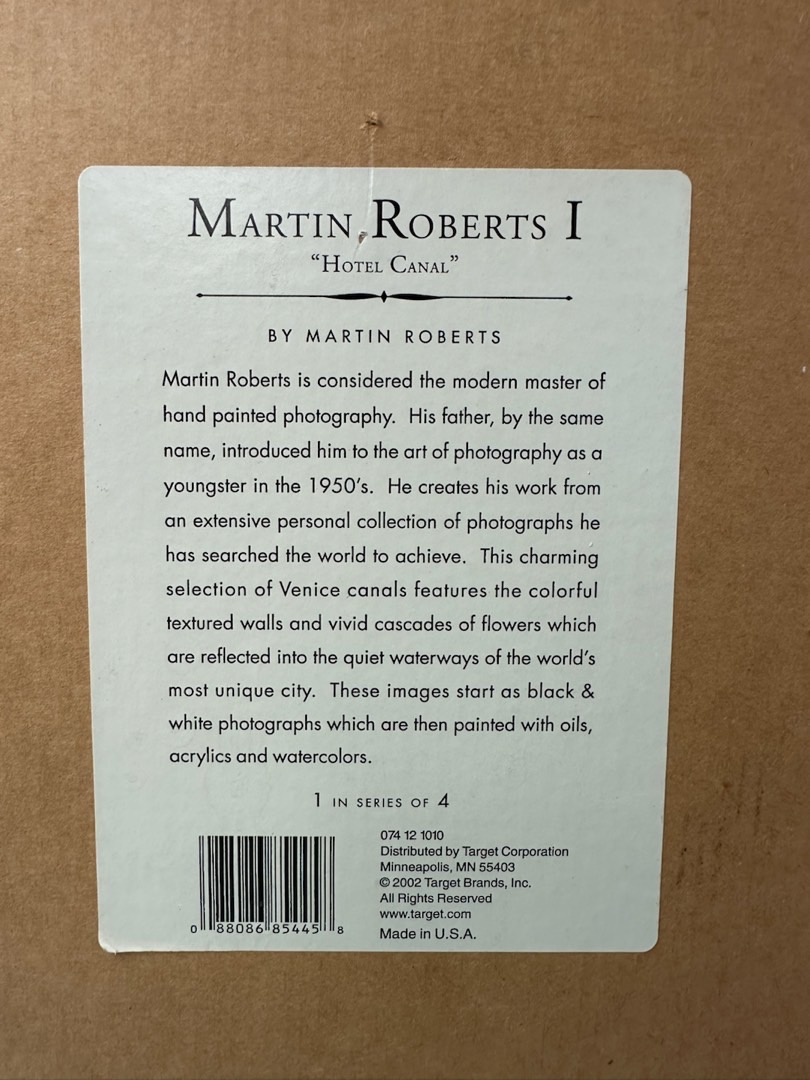 MARTIN ROBERTS I
“HOTEL CANAL”
BY MARTIN ROBERTS
Martin Roberts is considered the modern master of
hand painted photography. His father, by the same
name, introduced him to the art of photography as a
youngster in the 1950’s. He creates his work from
an extensive personal collection of photographs he
has searched the world to achieve. This charming
selection of Venice canals features the colorful
textured walls and vivid cascades of flowers which
are reflected into the quiet waterways of the world’s
most unique city. These images start as black &
white photographs which are then painted with oils,
acrylics and watercolors.
1 IN SERIES OF 4
074 12 1010
Distributed by Target Corporation
Minneapolis, MN 55403
© 2002 Target Brands, Inc.
All Rights Reserved
www.target.com
Made in U.S.A.
0 88086 85445 8